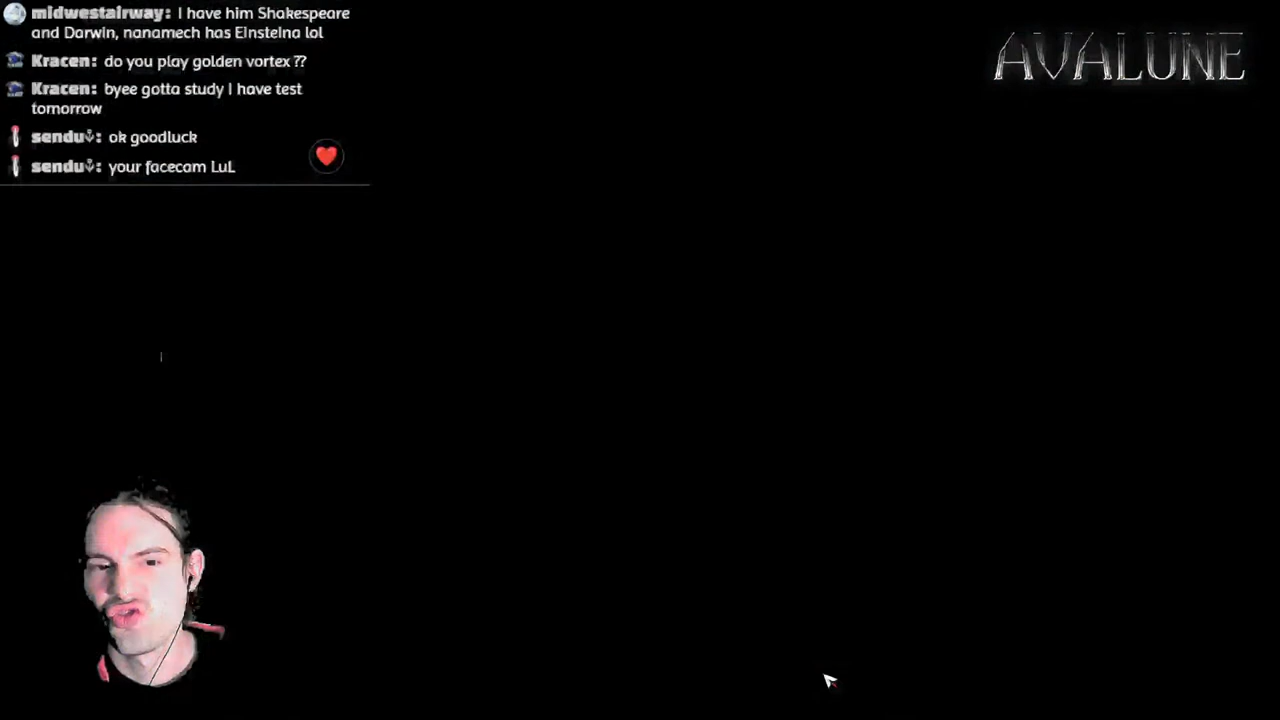 midwestairway: I have him Shakespeare
and Darwin, nanamech has Einsteina lol
Kracen: do you play golden vortex ??
Kracen: byee gotta study I have test
tomorrow
sendu⚓: ok goodluck
sendu⚓: your facecam LuL
AVALUNE